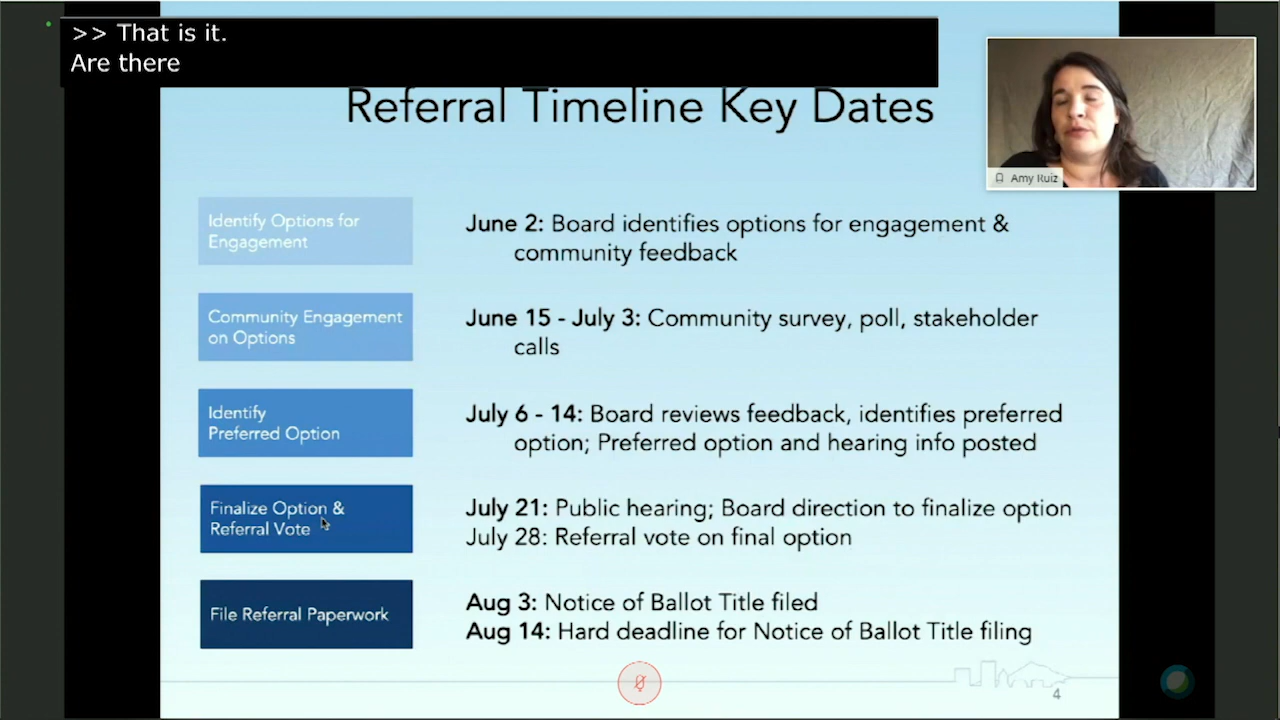 >> That is it.
Are there
Referral Timeline Key Dates
Amy Ruiz
Identify Options for
Engagement
June 2: Board identifies options for engagement &
community feedback
Community Engagement
on Options
June 15 - July 3: Community survey, poll, stakeholder
calls
Identify
Preferred Option
July 6 - 14: Board reviews feedback, identifies preferred
option; Preferred option and hearing info posted
Finalize Option &
Referral Vote
July 21: Public hearing; Board direction to finalize option
July 28: Referral vote on final option
File Referral Paperwork
Aug 3: Notice of Ballot Title filed
Aug 14: Hard deadline for Notice of Ballot Title filing
4